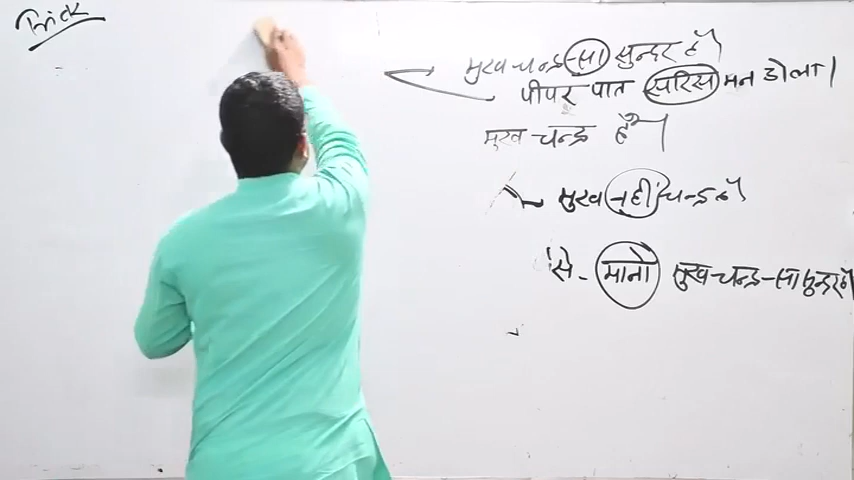 Trick
मुख चन्द्र-सा सुन्दर है।
पीपर पात सरिस मन डोला।
मुख चन्द्र है।
मुख नहीं चन्द्र है।
से - मानो मुख चन्द्र-सा सुन्दर है।